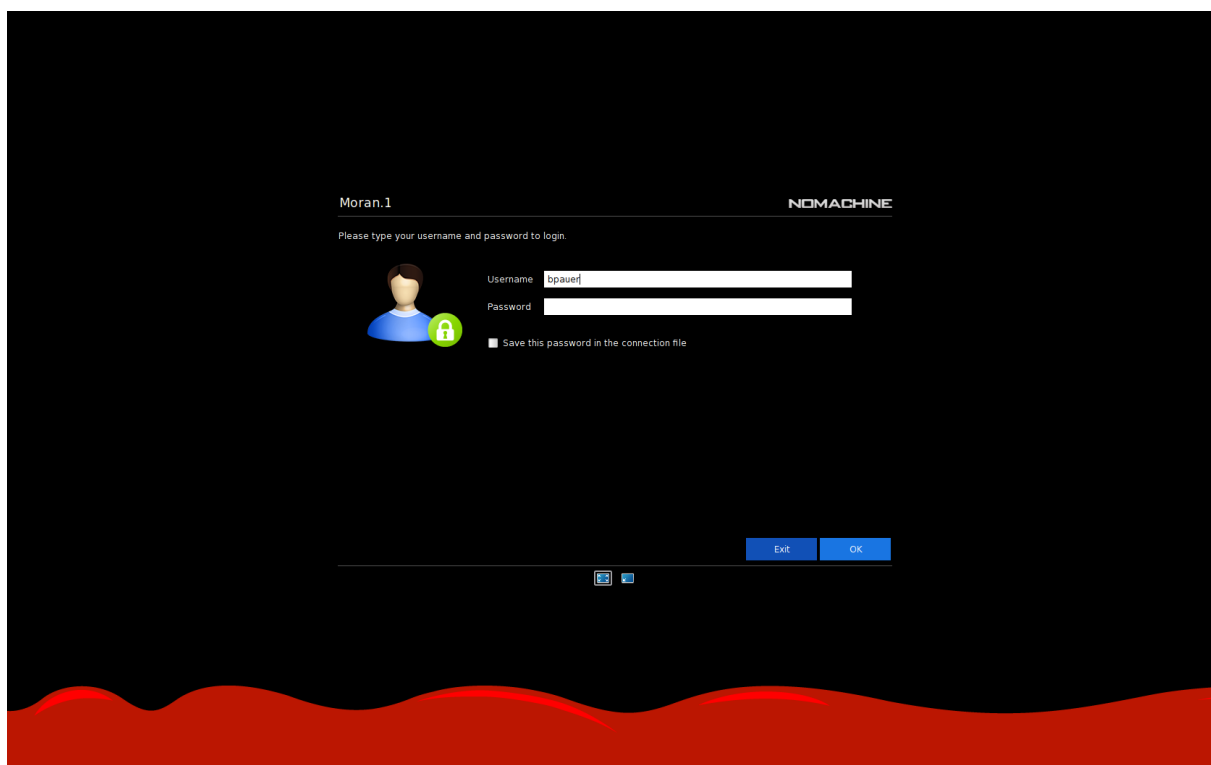 Moran.1 NOMACHINE
Please type your username and password to login.
Username bpauer
Password
Save this password in the connection file
Exit OK